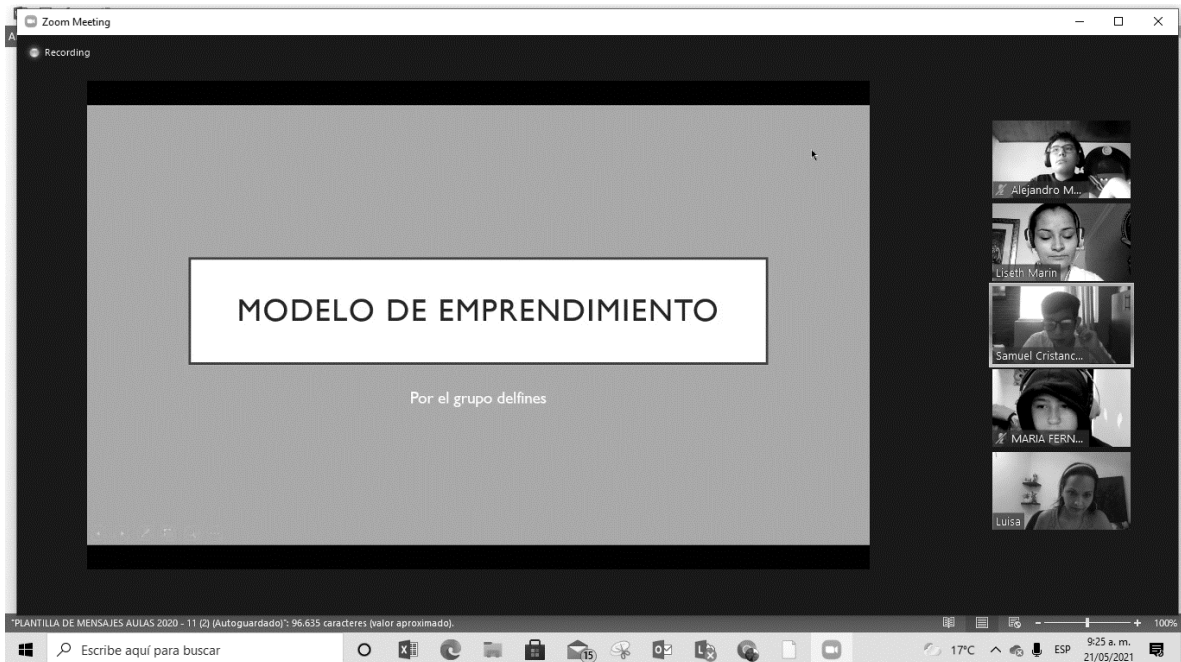 Zoom Meeting
Recording
MODELO DE EMPRENDIMIENTO
Por el grupo delfines
Alejandro M...
Liseth Marin
Samuel Cristanc...
MARIA FERN...
Luisa
"PLANTILLA DE MENSAJES AULAS 2020 - 11 (2) (Autoguardado)": 96.635 caracteres (valor aproximado).
100%
Escribe aquí para buscar
15
17°C
ESP
9:25 a. m.
21/05/2021